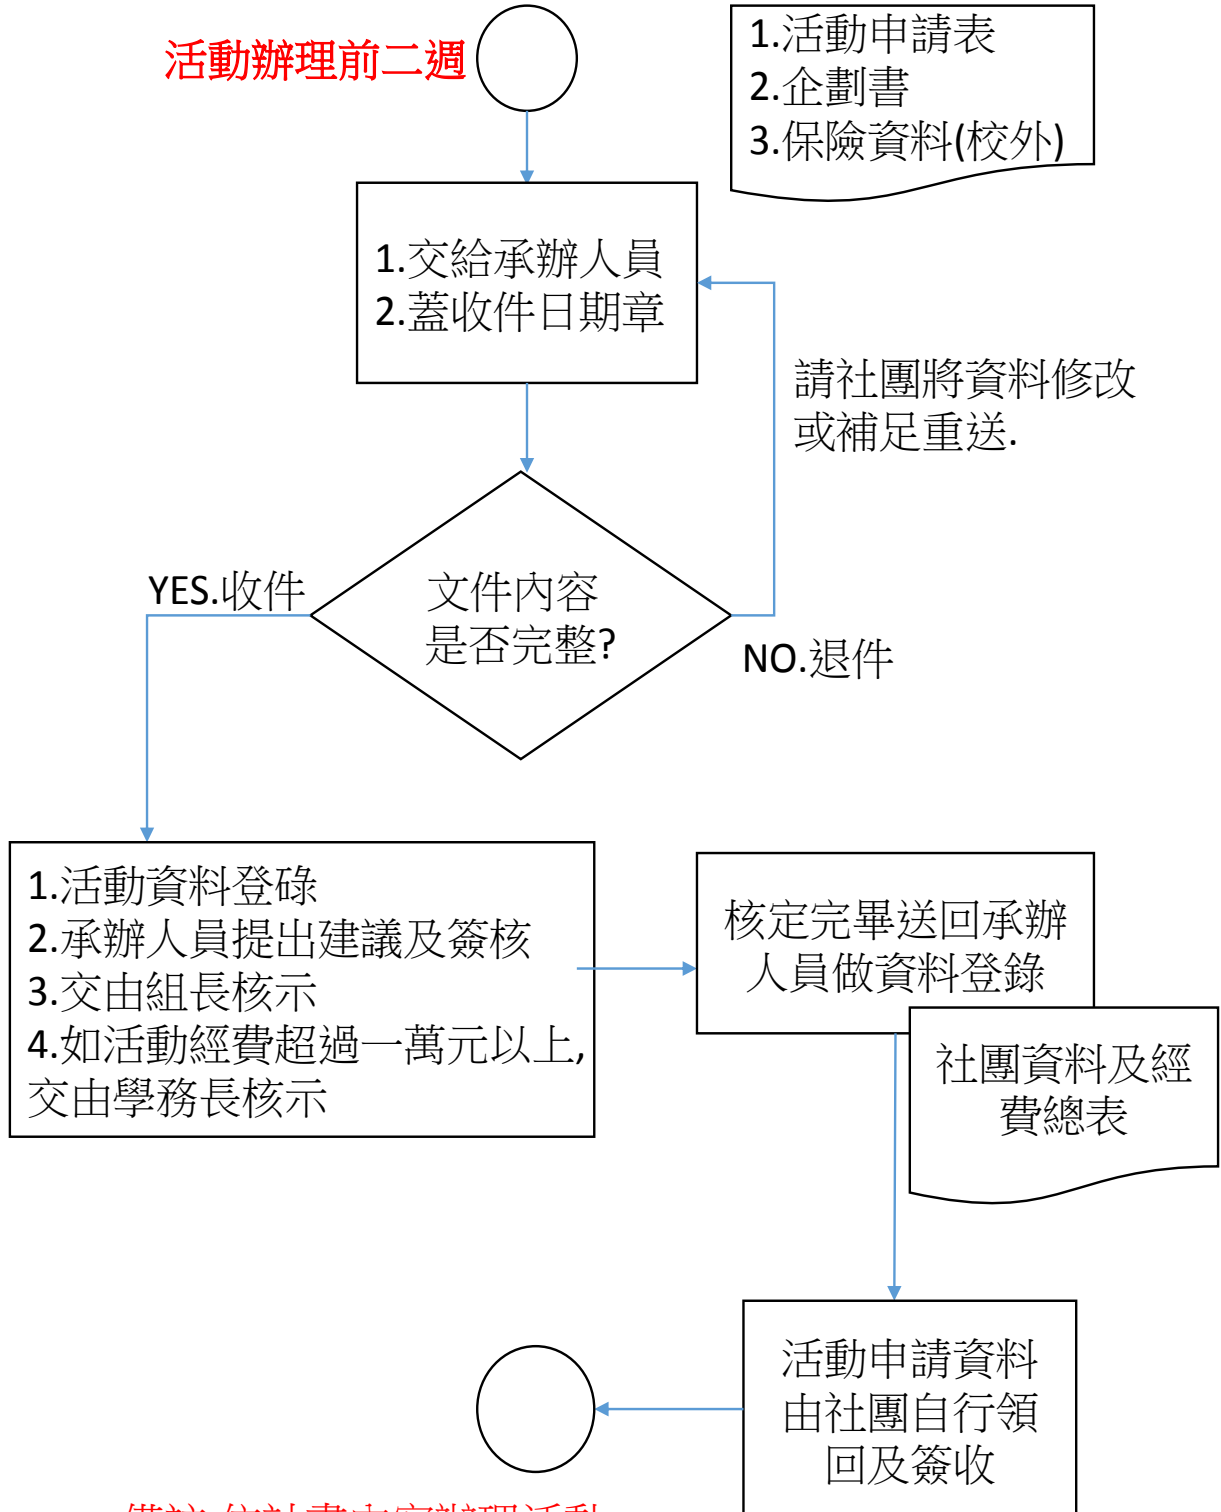 活動辦理前二週
1.活動申請表
2.企劃書
3.保險資料(校外)
1.交給承辦人員
2.蓋收件日期章
請社團將資料修改
或補足重送.
YES.收件
文件內容
是否完整?
NO.退件
1.活動資料登碌
2.承辦人員提出建議及簽核
3.交由組長核示
4.如活動經費超過一萬元以上,
交由學務長核示
核定完畢送回承辦
人員做資料登錄
社團資料及經
費總表
活動申請資料
由社團自行領
回及簽收